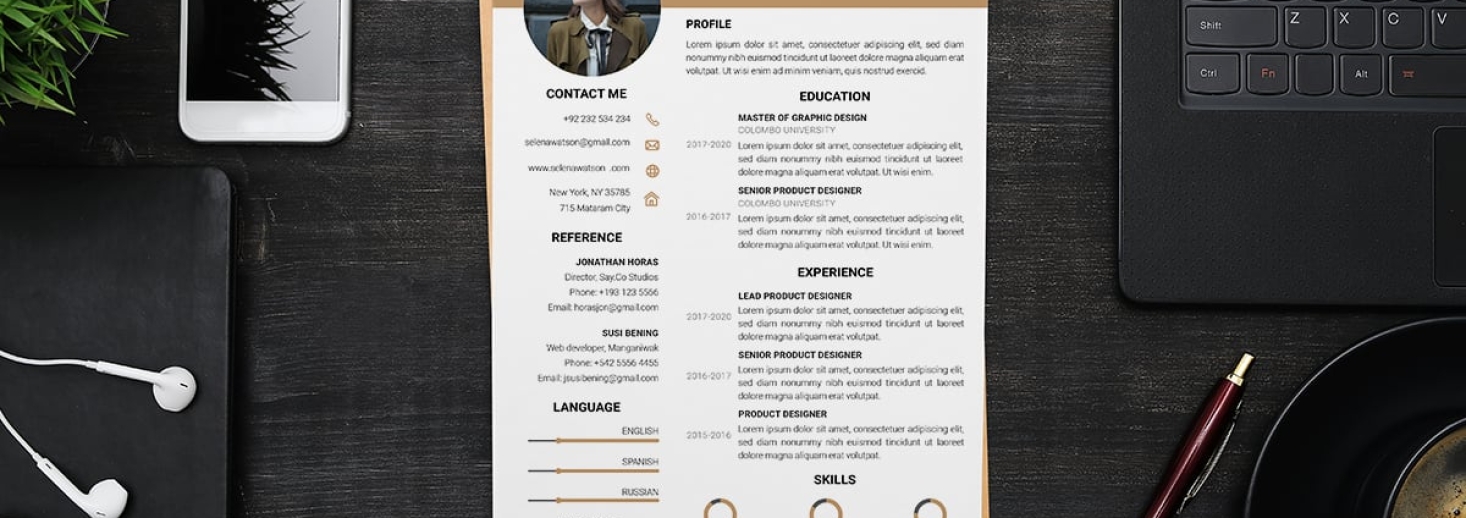 CONTACT ME
+92 232 534 234
selenawatson@gmail.com
www.selenawatson .com
New York, NY 35785
715 Mataram City
REFERENCE
JONATHAN HORAS
Director, Say.Co Studios
Phone: +193 123 5556
Email: horasjon@gmail.com
SUSI BENING
Web developer, Manganiwak
Phone: +542 5556 4455
Email: jsusibening@gmail.com
LANGUAGE
ENGLISH
SPANISH
RUSSIAN
PROFILE
Lorem ipsum dolor sit amet, consectetuer adipiscing elit, sed diam
nonummy nibh euismod tincidunt ut laoreet dolore magna aliquam erat
volutpat. Ut wisi enim ad minim veniam, quis nostrud exercid.
EDUCATION
MASTER OF GRAPHIC DESIGN
COLOMBO UNIVERSITY
2017-2020
Lorem ipsum dolor sit amet, consectetuer adipiscing elit,
sed diam nonummy nibh euismod tincidunt ut laoreet
dolore magna aliquam erat volutpat. Ut wisi enim.
SENIOR PRODUCT DESIGNER
COLOMBO UNIVERSITY
2016-2017
Lorem ipsum dolor sit amet, consectetuer adipiscing elit,
sed diam nonummy nibh euismod tincidunt ut laoreet
dolore magna aliquam erat volutpat. Ut wisi enim.
EXPERIENCE
LEAD PRODUCT DESIGNER
2017-2020
Lorem ipsum dolor sit amet, consectetuer adipiscing elit,
sed diam nonummy nibh euismod tincidunt ut laoreet
dolore magna aliquam erat volutpat.
SENIOR PRODUCT DESIGNER
2016-2017
Lorem ipsum dolor sit amet, consectetuer adipiscing elit,
sed diam nonummy nibh euismod tincidunt ut laoreet
dolore magna aliquam erat volutpat.
PRODUCT DESIGNER
2015-2016
Lorem ipsum dolor sit amet, consectetuer adipiscing elit,
sed diam nonummy nibh euismod tincidunt ut laoreet
dolore magna aliquam erat volutpat.
SKILLS
Shift Z X C V
Ctrl Fn Alt